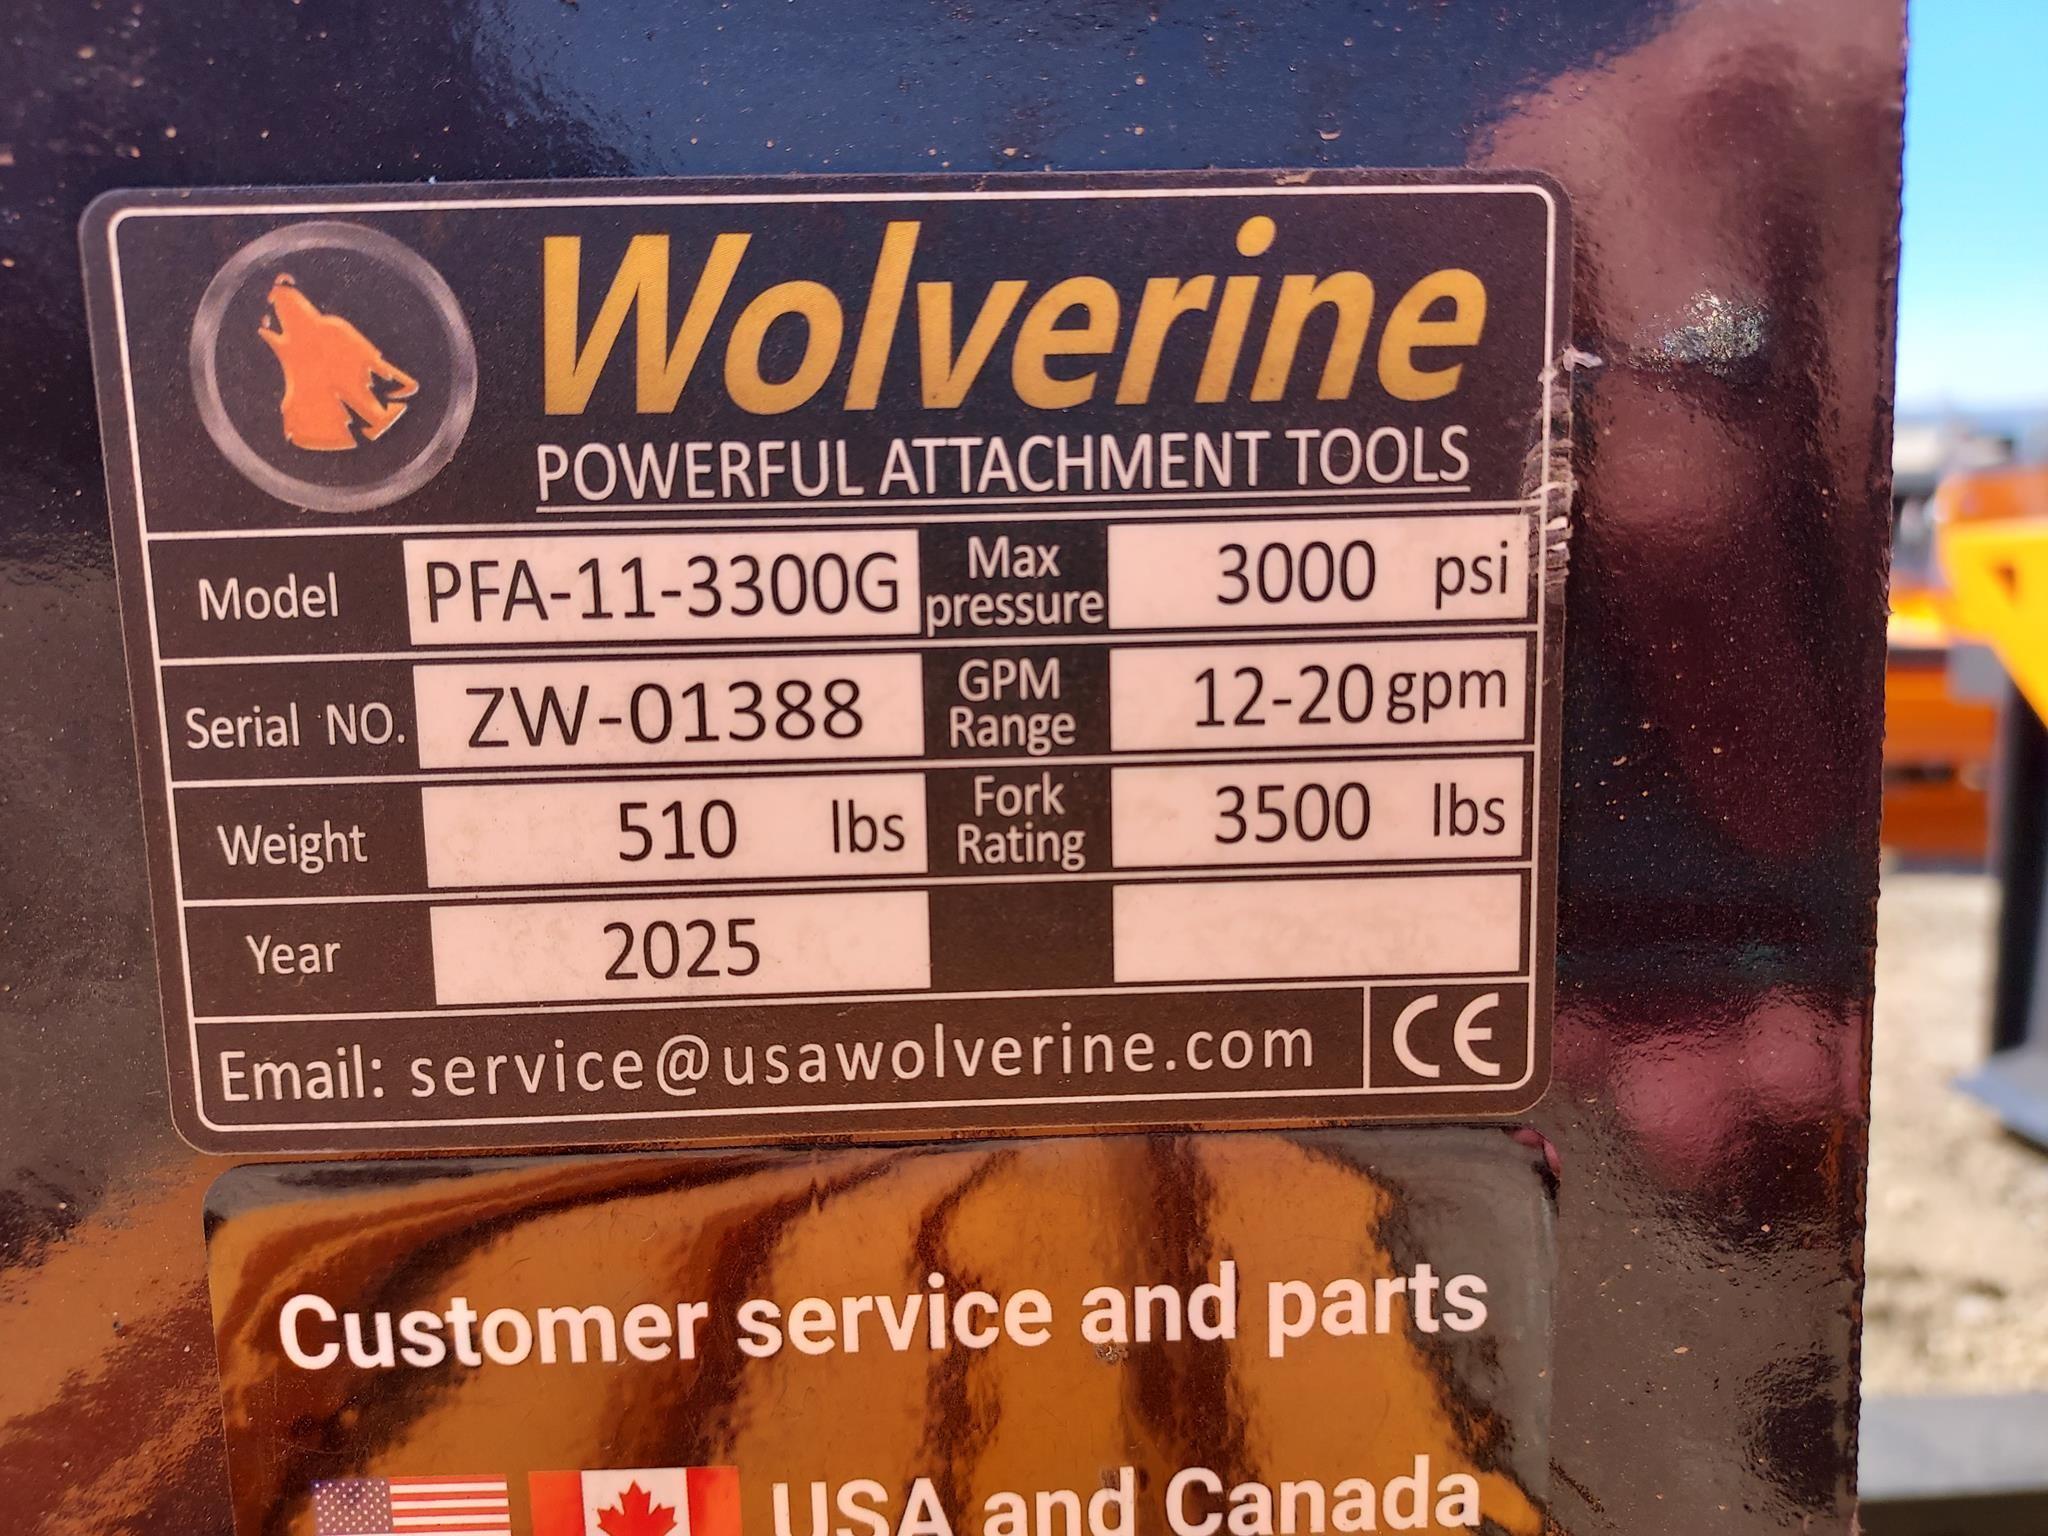 Wolverine
POWERFUL ATTACHMENT TOOLS
Model PFA-11-3300G Max pressure 3000 psi
Serial NO. ZW-01388 GPM Range 12-20 gpm
Weight 510 lbs Fork Rating 3500 lbs
Year 2025
Email: service@usawolverine.com CE
Customer service and parts
USA and Canada